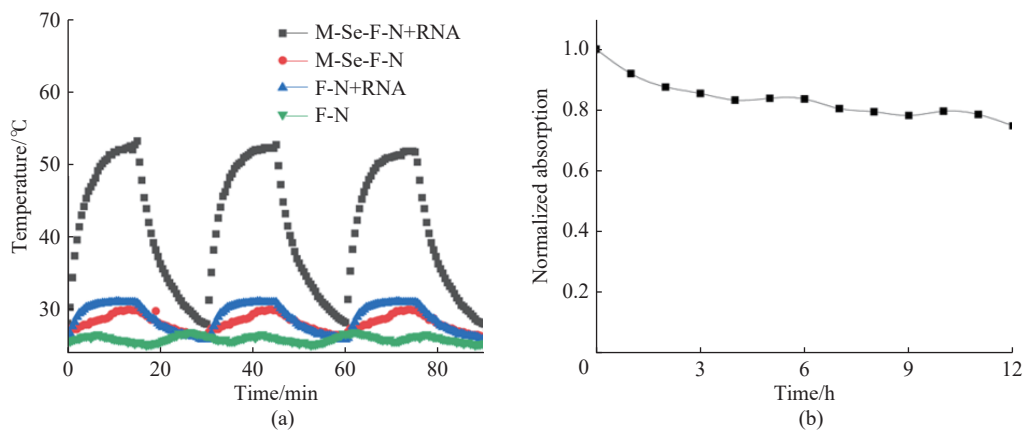 70
60
50
40
30
Temperature/℃
0
20
40
60
80
Time/min
M-Se-F-N+RNA
M-Se-F-N
F-N+RNA
F-N
(a)
1.0
0.8
0.6
0.4
0.2
0
Normalized absorption
3
6
9
12
Time/h
(b)